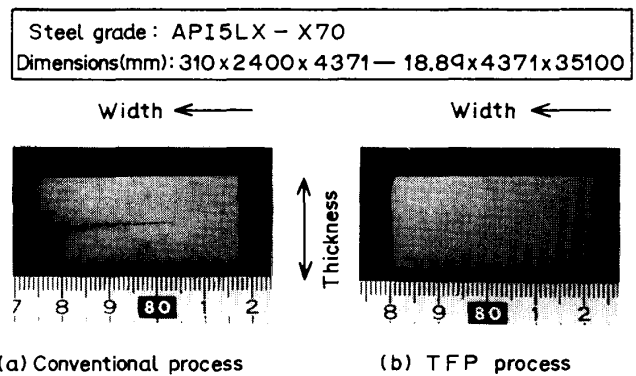 Steel grade: API5LX-X70
Dimensions(mm): 310x2400x4371—18.89x4371x35100
Width
Width
Thickness
7 8 9 80 1 2
8 9 80 1 2
(a) Conventional process
(b) TFP process